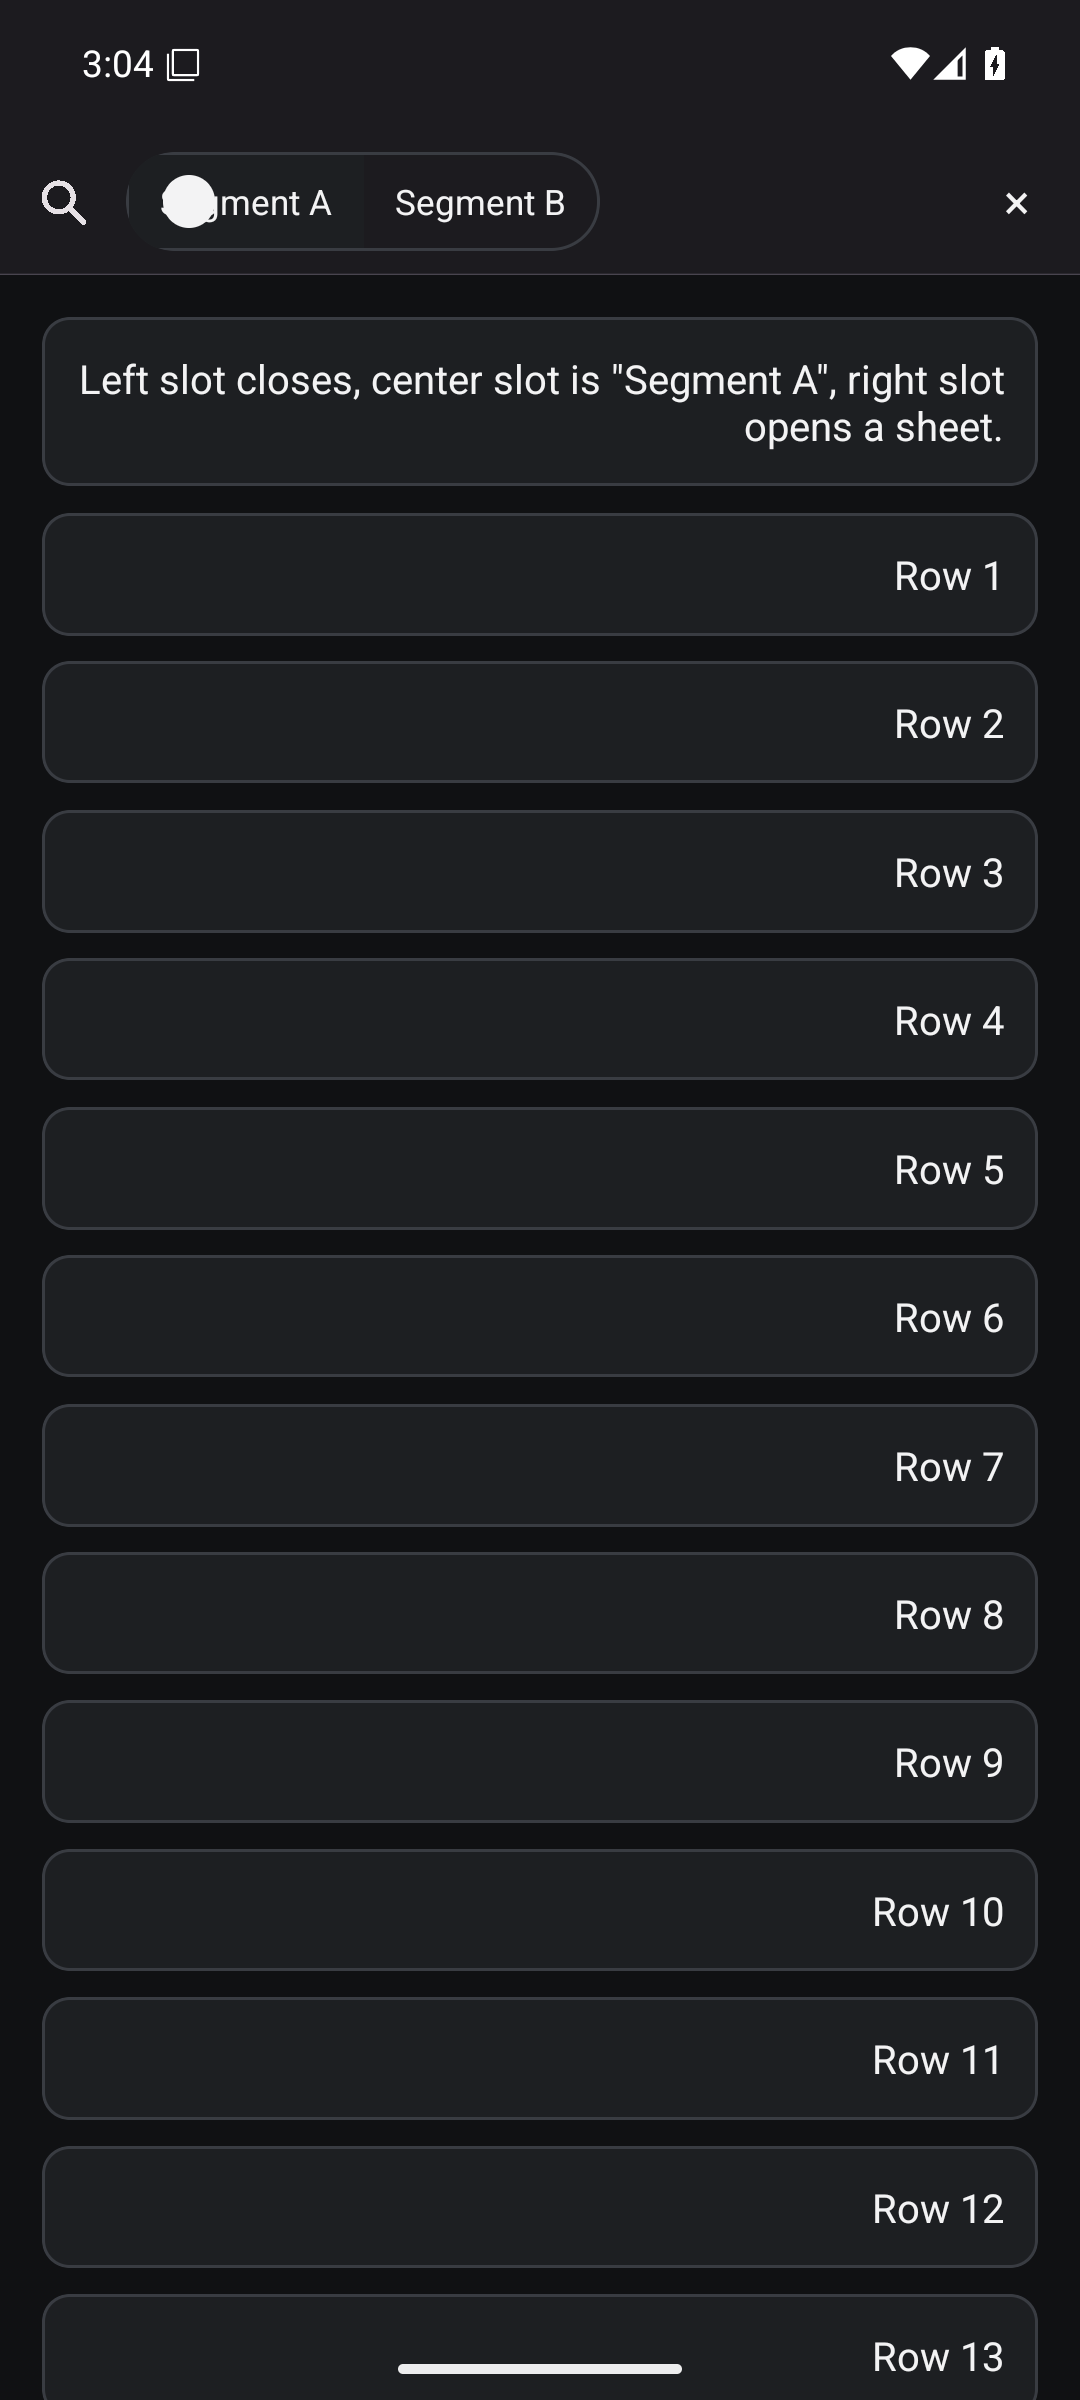 3:04
Segment A
Segment B
Left slot closes, center slot is "Segment A", right slot
opens a sheet.
Row 1
Row 2
Row 3
Row 4
Row 5
Row 6
Row 7
Row 8
Row 9
Row 10
Row 11
Row 12
Row 13